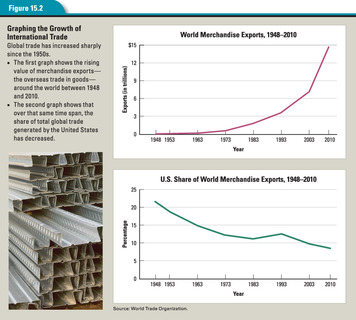 Figure 15.2
Graphing the Growth of
International Trade
Global trade has increased sharply
since the 1950s.
• The first graph shows the rising
value of merchandise exports—
the overseas trade in goods—
around the world between 1948
and 2010.
• The second graph shows that
over that same time span, the
share of total global trade
generated by the United States
has decreased.
World Merchandise Exports, 1948–2010
Exports (in trillions)
$15
12
9
6
3
0
1948 1953 1963 1973 1983 1993 2003 2010
Year
U.S. Share of World Merchandise Exports, 1948–2010
Percentage
25
20
15
10
5
0
1948 1953 1963 1973 1983 1993 2003 2010
Year
Source: World Trade Organization.